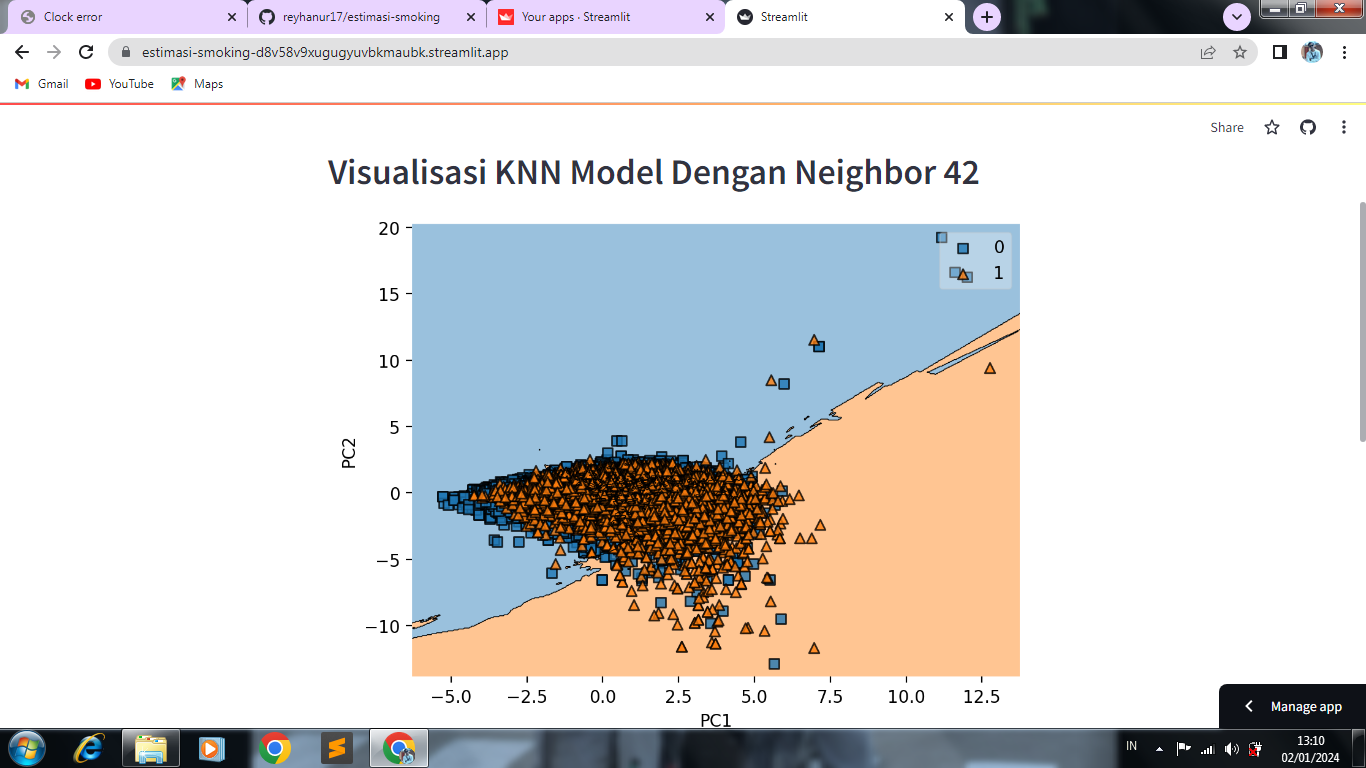 Clock error
reyhanur17/estimasi-smoking
Your apps · Streamlit
Streamlit
estimasi-smoking-d8v58v9xugugyuvbkmaubk.streamlit.app
Gmail
YouTube
Maps
Share
Visualisasi KNN Model Dengan Neighbor 42
20
15
10
5
0
−5
−10
PC2
0
1
−5.0
−2.5
0.0
2.5
5.0
7.5
10.0
12.5
PC1
Manage app
IN
13:10
02/01/2024